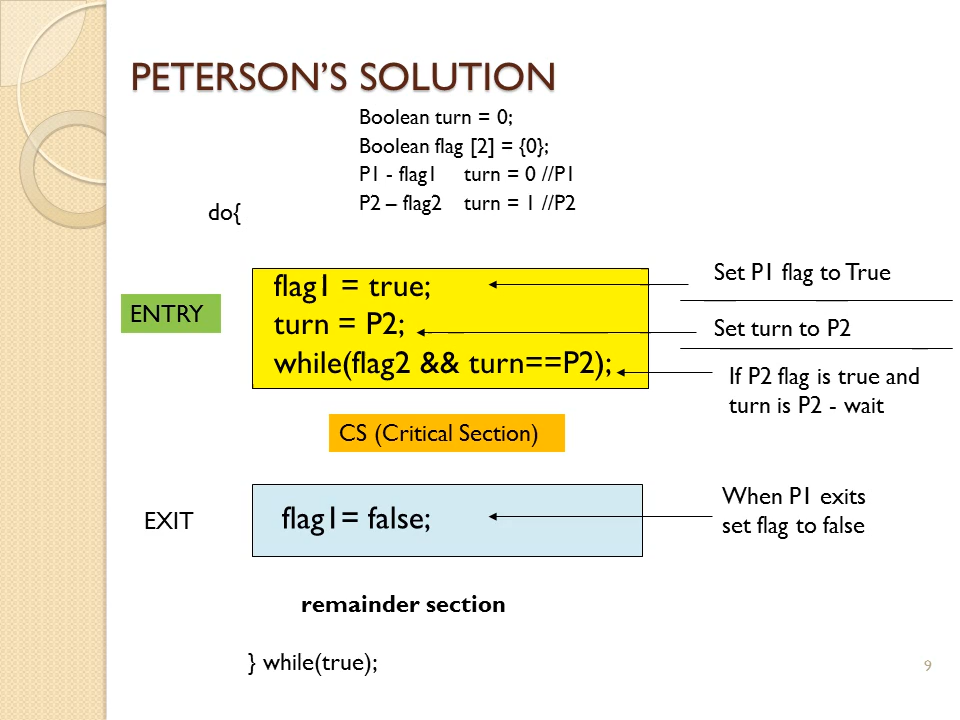 PETERSON’S SOLUTION
Boolean turn = 0;
Boolean flag [2] = {0};
P1 - flag1 turn = 0 //P1
P2 – flag2 turn = 1 //P2
do{
flag1 = true;
turn = P2;
while(flag2 && turn==P2);
ENTRY
Set P1 flag to True
Set turn to P2
If P2 flag is true and
turn is P2 - wait
CS (Critical Section)
EXIT
flag1= false;
When P1 exits
set flag to false
remainder section
} while(true);
9